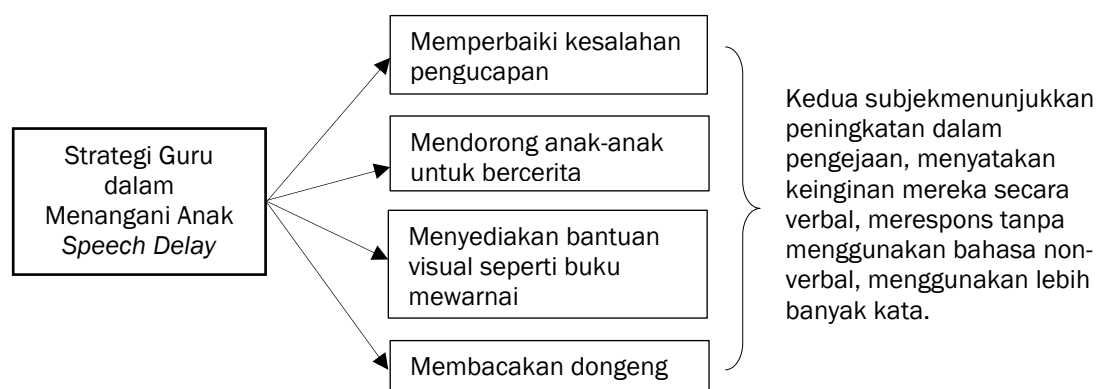 Strategi Guru
dalam
Menangani Anak
Speech Delay
Memperbaiki kesalahan
pengucapan
Mendorong anak-anak
untuk bercerita
Menyediakan bantuan
visual seperti buku
mewarnai
Membacakan dongeng
Kedua subjekmenunjukkan
peningkatan dalam
pengejaan, menyatakan
keinginan mereka secara
verbal, merespons tanpa
menggunakan bahasa non-
verbal, menggunakan lebih
banyak kata.